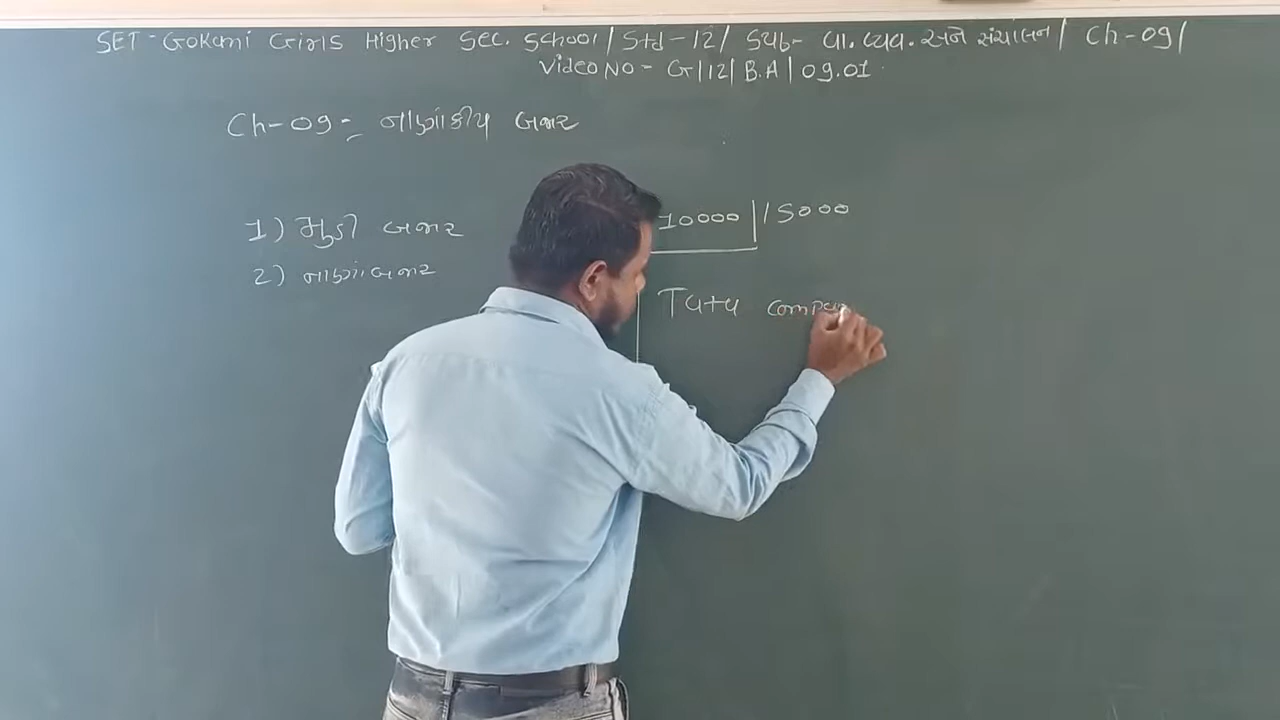 SET - Gokani Girls Higher Sec. School / Std - 12 / Sub - વા. વ્યવ. અને સંચાલન / Ch - 09 /
Video No - G / 12 / B.A / 09.01
Ch - 09 - નાણાંકીય બજાર
1) મુડી બજાર
2) નાણાં બજાર
10000 | 15000
Tata compan